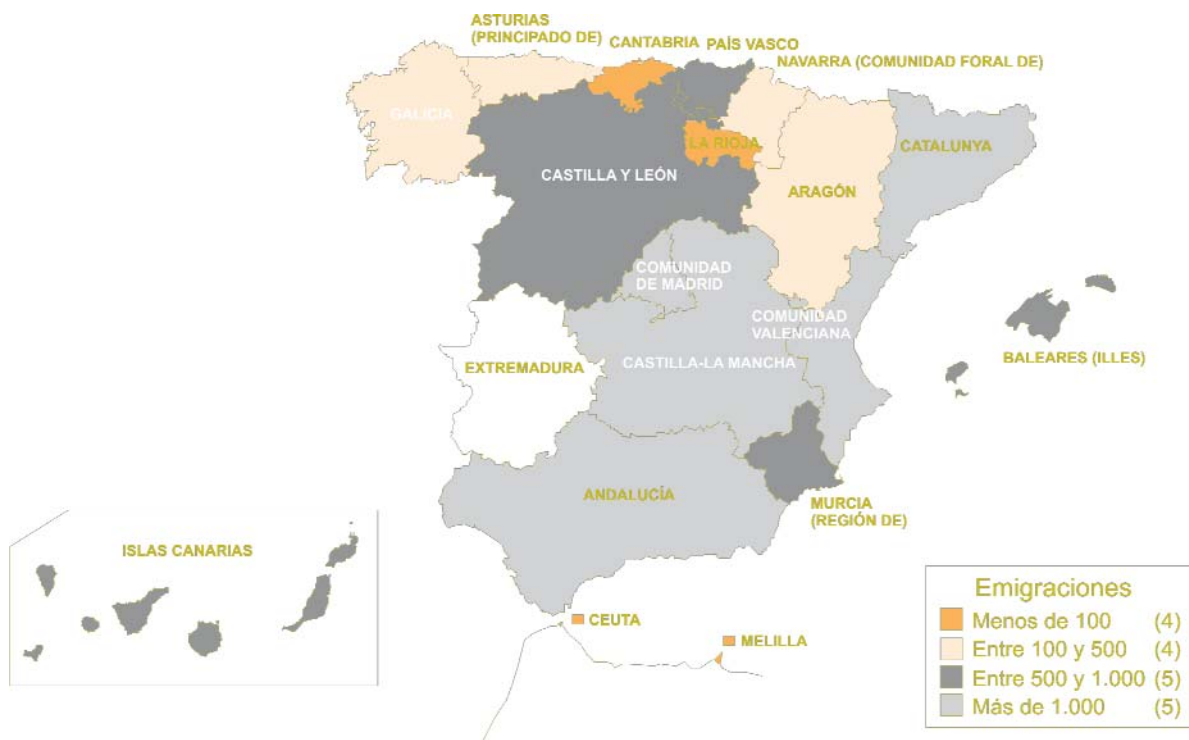 ASTURIAS
(PRINCIPADO DE)
CANTABRIA
PAÍS VASCO
NAVARRA (COMUNIDAD FORAL DE)
GALICIA
LA RIOJA
CATALUNYA
CASTILLA Y LEÓN
ARAGÓN
COMUNIDAD
DE MADRID
COMUNIDAD
VALENCIANA
BALEARES (ILLES)
EXTREMADURA
CASTILLA-LA MANCHA
ANDALUCÍA
MURCIA
(REGIÓN DE)
ISLAS CANARIAS
CEUTA
MELILLA
Emigraciones
Menos de 100 (4)
Entre 100 y 500 (4)
Entre 500 y 1.000 (5)
Más de 1.000 (5)